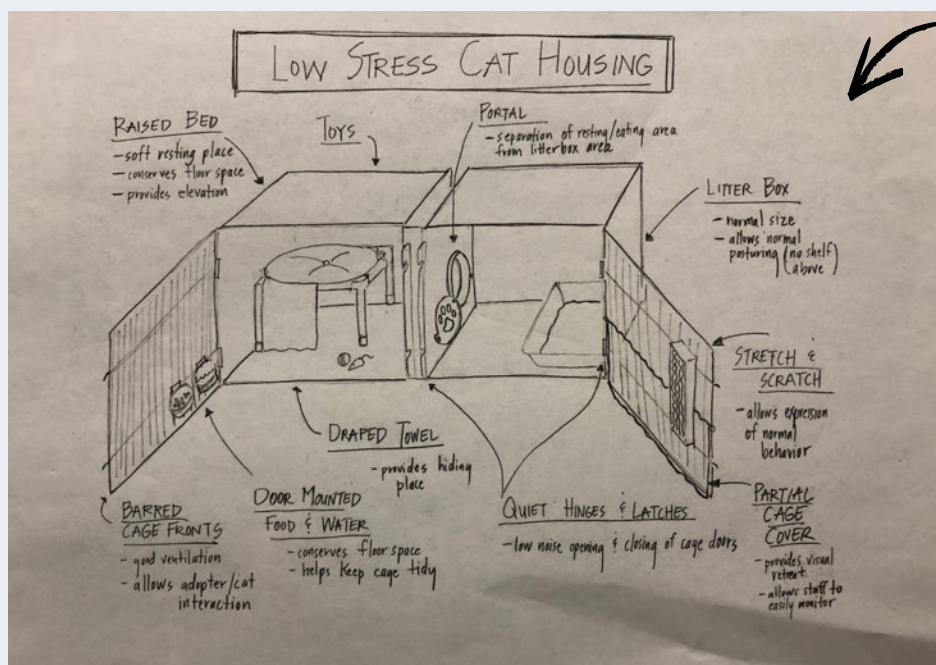 LOW STRESS CAT HOUSING
RAISED BED
- soft resting place
- conserves floor space
- provides elevation
TOYS
PORTAL
- separation of resting/eating area
from litterbox area
LITTER BOX
- normal size
- allows normal
posturing (no shelf
above)
STRETCH &
SCRATCH
- allows expression
of normal
behavior
DRAPED TOWEL
- provides hiding
place
BARRED
CAGE FRONTS
- good ventilation
- allows adopter/cat
interaction
DOOR MOUNTED
FOOD & WATER
- conserves floor space
- helps keep cage tidy
QUIET HINGES & LATCHES
- low noise opening & closing of cage doors
PARTIAL
CAGE
COVER
- provides visual
retreat
- allows staff to
easily monitor